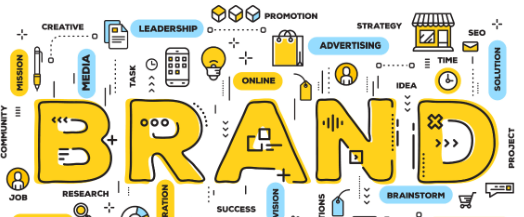 CREATIVE
LEADERSHIP
PROMOTION
STRATEGY
SEO
ADVERTISING
MISSION
MEDIA
TASK
ONLINE
TIME
SOLUTION
IDEA
COMMUNITY
BRAND
PROJECT
JOB
RESEARCH
SUCCESS
BRAINSTORM